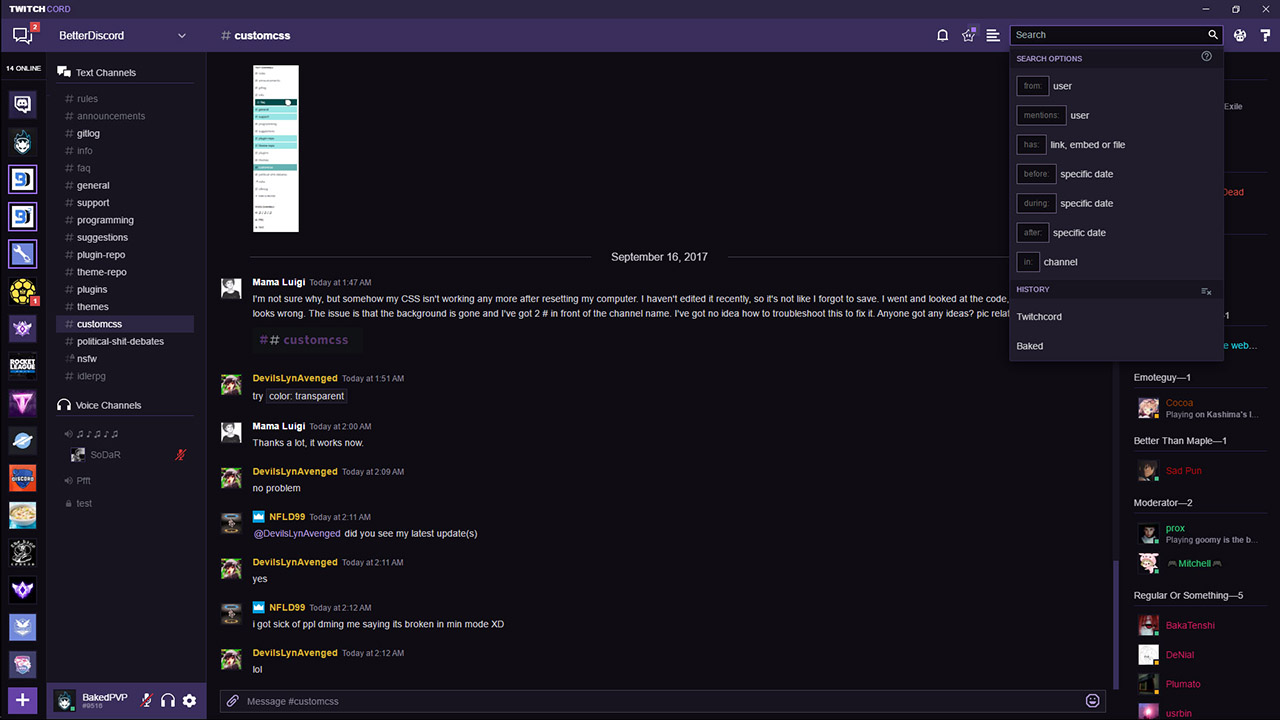 TWITCHCORD
2
BetterDiscord
# customcss
Search
14 ONLINE
Text Channels
# rules
# announcements
# gitlog
# info
# faq
# general
# support
# programming
# suggestions
# plugin-repo
# theme-repo
# plugins
# themes
# customcss
# political-shit-debates
# nsfw
# idlerpg
Voice Channels
♫ ♪ ♫ ♪ ♫
SoDaR
Pfft
test
1
ROCKET
LEAGUE
DISCORD
BakedPVP
#9516
September 16, 2017
Mama Luigi Today at 1:47 AM
I'm not sure why, but somehow my CSS isn't working any more after resetting my computer. I haven't edited it recently, so it's not like I forgot to save. I went and looked at the code,
looks wrong. The issue is that the background is gone and I've got 2 # in front of the channel name. I've got no idea how to troubleshoot this to fix it. Anyone got any ideas? pic relat
## customcss
DevilsLynAvenged Today at 1:51 AM
try color: transparent
Mama Luigi Today at 2:00 AM
Thanks a lot, it works now.
DevilsLynAvenged Today at 2:09 AM
no problem
NFLD99 Today at 2:11 AM
@DevilsLynAvenged did you see my latest update(s)
DevilsLynAvenged Today at 2:11 AM
yes
NFLD99 Today at 2:12 AM
i got sick of ppl dming me saying its broken in min mode XD
DevilsLynAvenged Today at 2:12 AM
lol
Message #customcss
SEARCH OPTIONS
from: user
mentions: user
has: link, embed or file
before: specific date
during: specific date
after: specific date
in: channel
HISTORY
Twitchcord
Baked
Exile
Dead
—1
e web...
Emoteguy—1
Cocoa
Playing on Kashima's I...
Better Than Maple—1
Sad Pun
Moderator—2
prox
Playing goomy is the b...
Mitchell
Regular Or Something—5
BakaTenshi
DeNial
Plumato
usrbin